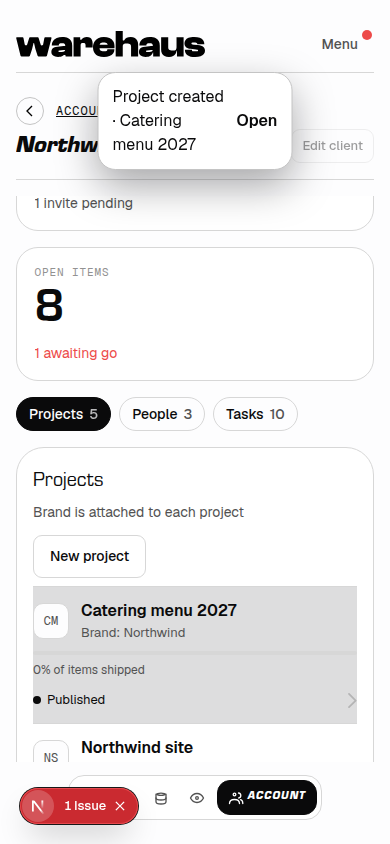 warehaus
Menu
Project created
· Catering
menu 2027
Open
ACCOU
Northw
Edit client
1 invite pending
OPEN ITEMS
8
1 awaiting go
Projects 5
People 3
Tasks 10
Projects
Brand is attached to each project
New project
CM
Catering menu 2027
Brand: Northwind
0% of items shipped
Published
NS
Northwind site
N
1 Issue
ACCOUNT